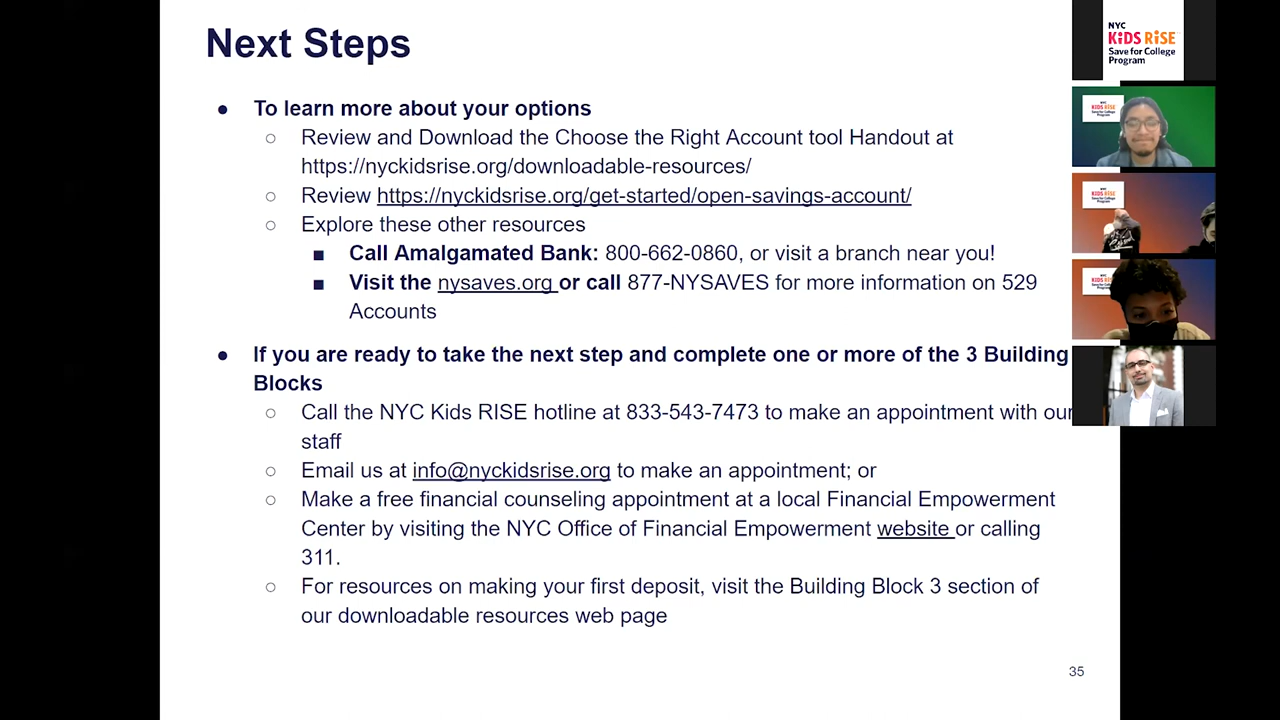 Next Steps
● To learn more about your options
○ Review and Download the Choose the Right Account tool Handout at
https://nyckidsrise.org/downloadable-resources/
○ Review https://nyckidsrise.org/get-started/open-savings-account/
○ Explore these other resources
■ Call Amalgamated Bank: 800-662-0860, or visit a branch near you!
■ Visit the nysaves.org or call 877-NYSAVES for more information on 529
Accounts
● If you are ready to take the next step and complete one or more of the 3 Building
Blocks
○ Call the NYC Kids RISE hotline at 833-543-7473 to make an appointment with our
staff
○ Email us at info@nyckidsrise.org to make an appointment; or
○ Make a free financial counseling appointment at a local Financial Empowerment
Center by visiting the NYC Office of Financial Empowerment website or calling
311.
○ For resources on making your first deposit, visit the Building Block 3 section of
our downloadable resources web page
35
NYC
KiDS RiSE
Save for College
Program